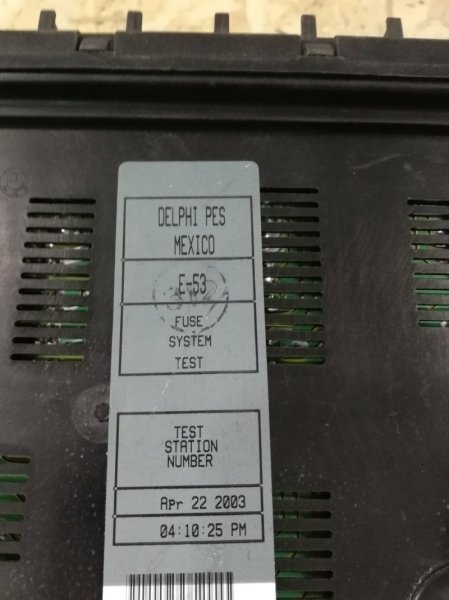 DELPHI PES
MEXICO
E-53
FUSE
SYSTEM
TEST
TEST
STATION
NUMBER
Apr 22 2003
04:10:25 PM